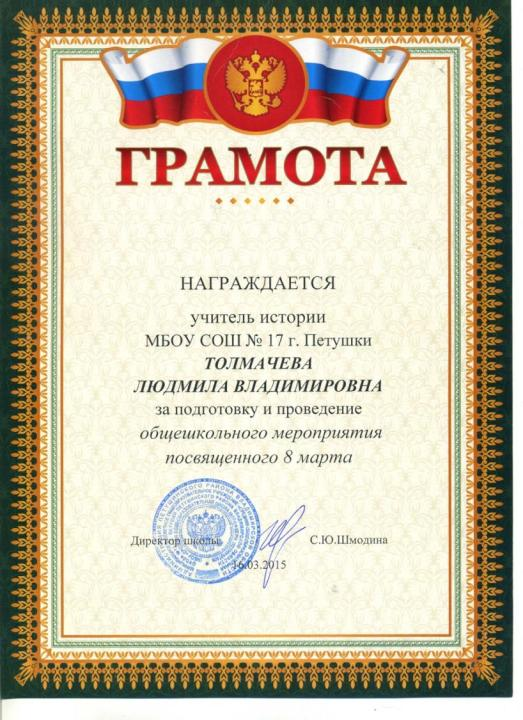 ГРАМОТА
НАГРАЖДАЕТСЯ
учитель истории
МБОУ СОШ № 17 г. Петушки
ТОЛМАЧЕВА
ЛЮДМИЛА ВЛАДИМИРОВНА
за подготовку и проведение
общешкольного мероприятия
посвященного 8 марта
Директор школы С.Ю.Шмодина
16.03.2015